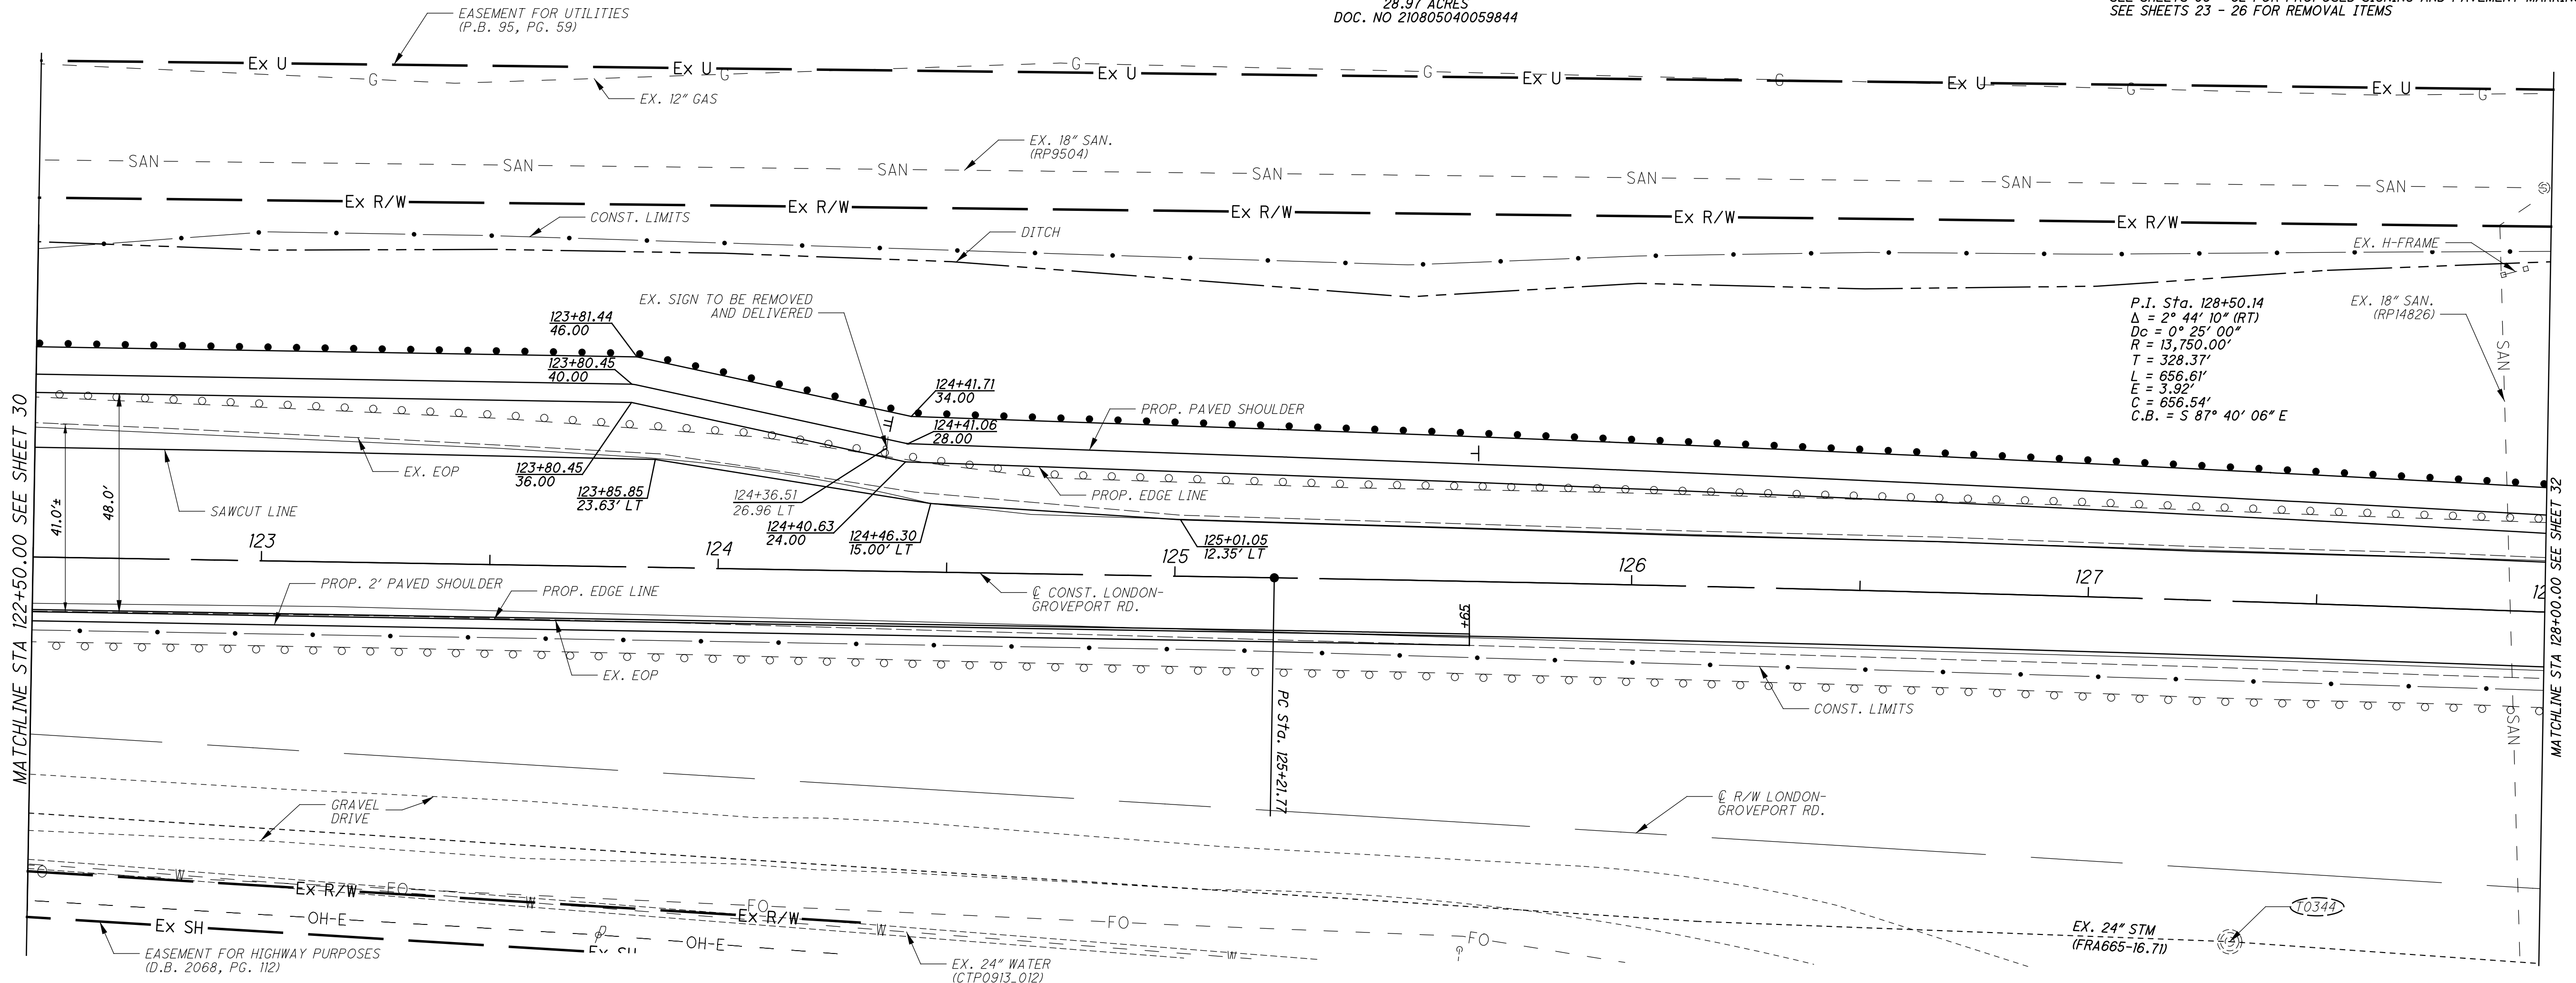 EASEMENT FOR UTILITIES
(P.B. 95, PG. 59)
28.97 ACRES
DOC. NO 210805040059844
SEE SHEETS 23 - 26 FOR REMOVAL ITEMS
Ex U
Ex U
Ex U
Ex U
Ex U
Ex U
G
G
G
G
G
G
G
EX. 12" GAS
EX. 18" SAN.
(RP9504)
SAN
SAN
SAN
SAN
SAN
SAN
SAN
Ex R/W
Ex R/W
Ex R/W
Ex R/W
Ex R/W
CONST. LIMITS
DITCH
EX. H-FRAME
EX. SIGN TO BE REMOVED
AND DELIVERED
P.I. Sta. 128+50.14
Δ = 2° 44' 10" (RT)
Dc = 0° 25' 00"
R = 13,750.00'
T = 328.37'
L = 656.61'
E = 3.92'
C = 656.54'
C.B. = S 87° 40' 06" E
EX. 18" SAN.
(RP14826)
SAN
123+81.44
46.00
123+80.45
40.00
124+41.71
34.00
124+41.06
28.00
PROP. PAVED SHOULDER
MATCHLINE STA 122+50.00 SEE SHEET 30
41.0'±
48.0'
EX. EOP
SAWCUT LINE
123+80.45
36.00
123+85.85
23.63' LT
124+36.51
26.96 LT
124+40.63
24.00
124+46.30
15.00' LT
PROP. EDGE LINE
125+01.05
12.35' LT
MATCHLINE STA 128+00.00 SEE SHEET 32
123
124
125
126
127
12
PROP. 2' PAVED SHOULDER
PROP. EDGE LINE
℄ CONST. LONDON-
GROVEPORT RD.
+65
EX. EOP
PC Sta. 125+21.77
CONST. LIMITS
SAN
GRAVEL
DRIVE
℄ R/W LONDON-
GROVEPORT RD.
W
FO
Ex R/W
W
FO
Ex R/W
W
FO
W
FO
OH-E
OH-E
Ex SH
EASEMENT FOR HIGHWAY PURPOSES
(D.B. 2068, PG. 112)
EX. 24" WATER
(CTP0913_012)
T0344
EX. 24" STM
(FRA665-16.71)